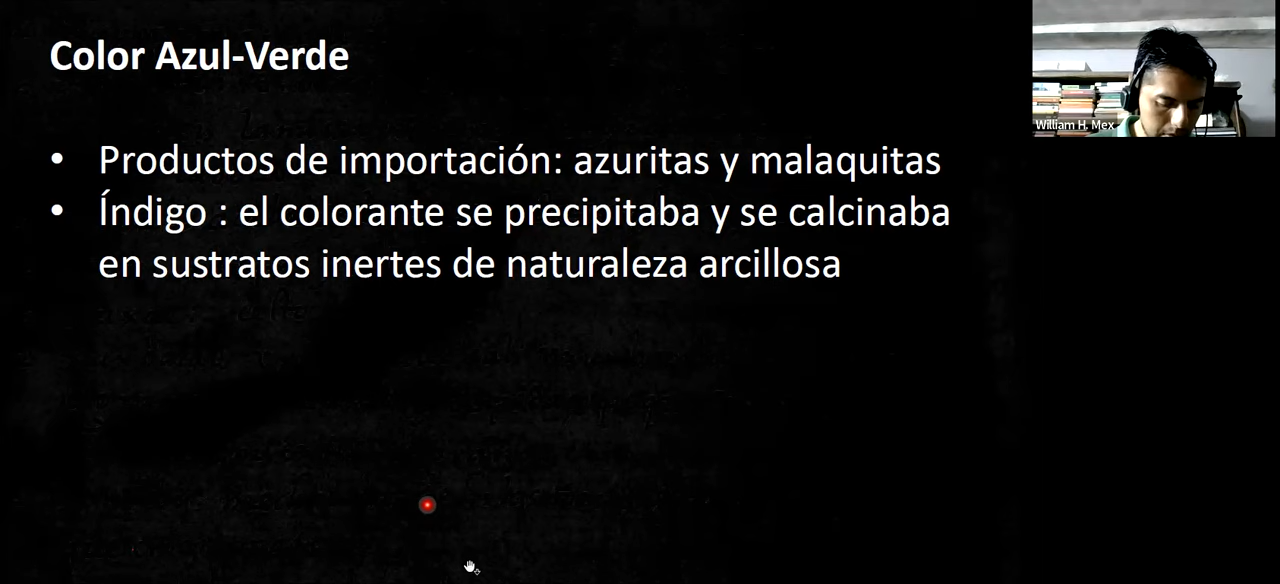 Color Azul-Verde
• Productos de importación: azuritas y malaquitas
• Índigo : el colorante se precipitaba y se calcinaba
en sustratos inertes de naturaleza arcillosa
William H. Mex